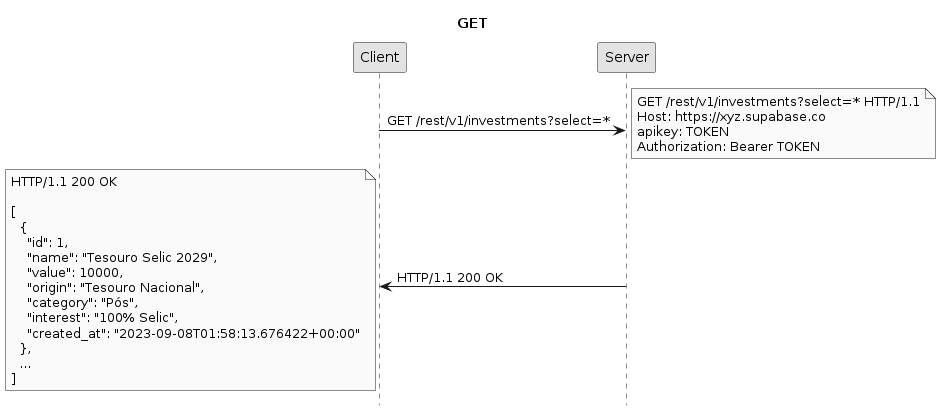 GET
Client
Server
GET /rest/v1/investments?select=*
GET /rest/v1/investments?select=* HTTP/1.1
Host: https://xyz.supabase.co
apikey: TOKEN
Authorization: Bearer TOKEN
HTTP/1.1 200 OK
[
{
"id": 1,
"name": "Tesouro Selic 2029",
"value": 10000,
"origin": "Tesouro Nacional",
"category": "Pós",
"interest": "100% Selic",
"created_at": "2023-09-08T01:58:13.676422+00:00"
},
...
]
HTTP/1.1 200 OK